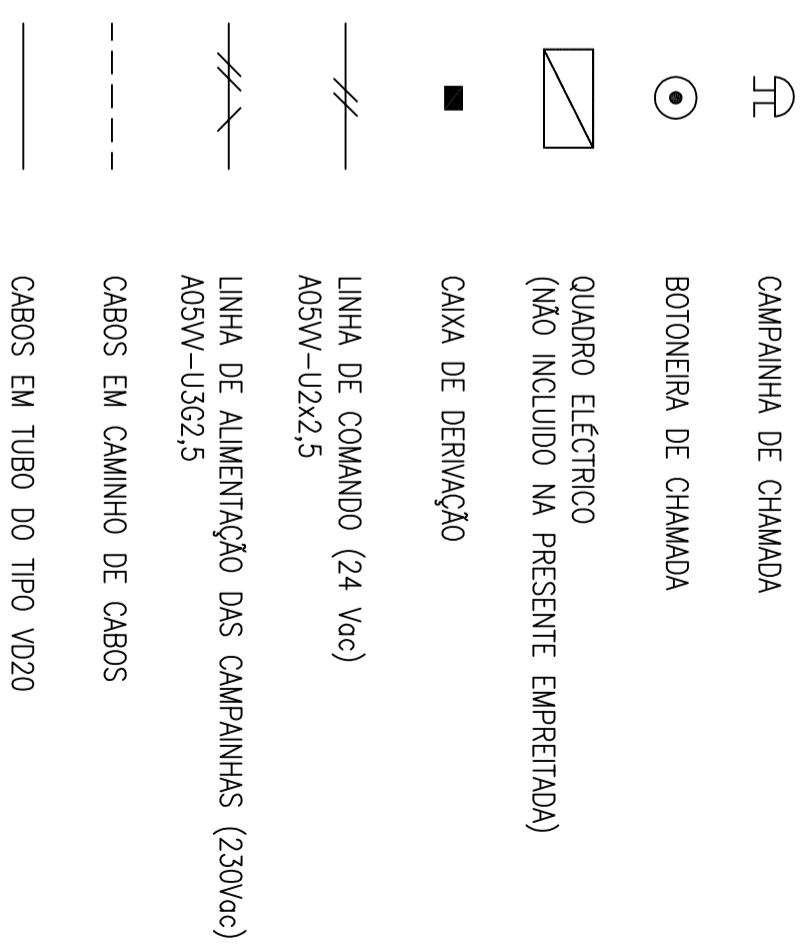 CAMPAINHA DE CHAMADA
BOTONEIRA DE CHAMADA
QUADRO ELÉCTRICO
(NÃO INCLUIDO NA PRESENTE EMPREITADA)
CAIXA DE DERIVAÇÃO
LINHA DE COMANDO (24 Vac)
A05VV-U2x2,5
LINHA DE ALIMENTAÇÃO DAS CAMPAINHAS (230Vac)
A05VV-U3G2,5
CABOS EM CAMINHO DE CABOS
CABOS EM TUBO DO TIPO VD20